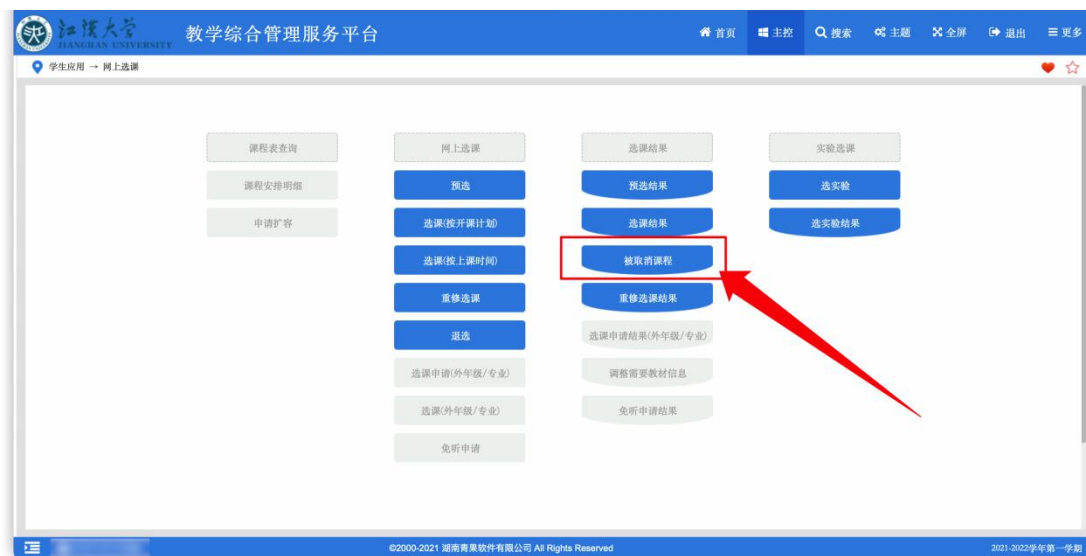 江汉大学 教学综合管理服务平台 首页 主控 搜索 主题 全屏 退出 更多
JIANGHAN UNIVERSITY
学生应用 → 网上选课
课程表查询 网上选课 选课结果 实验选课
课程安排明细 预选 预选结果 选实验
申请扩容 选课(按开课计划) 选课结果 选实验结果
选课(按上课时间) 被取消课程
重修选课 重修选课结果
退选 选课申请结果(外年级/专业)
选课申请(外年级/专业) 调整需要教材信息
选课(外年级/专业) 免听申请结果
免听申请
©2000-2021 湖南青果软件有限公司 All Rights Reserved 2021-2022学年第一学期